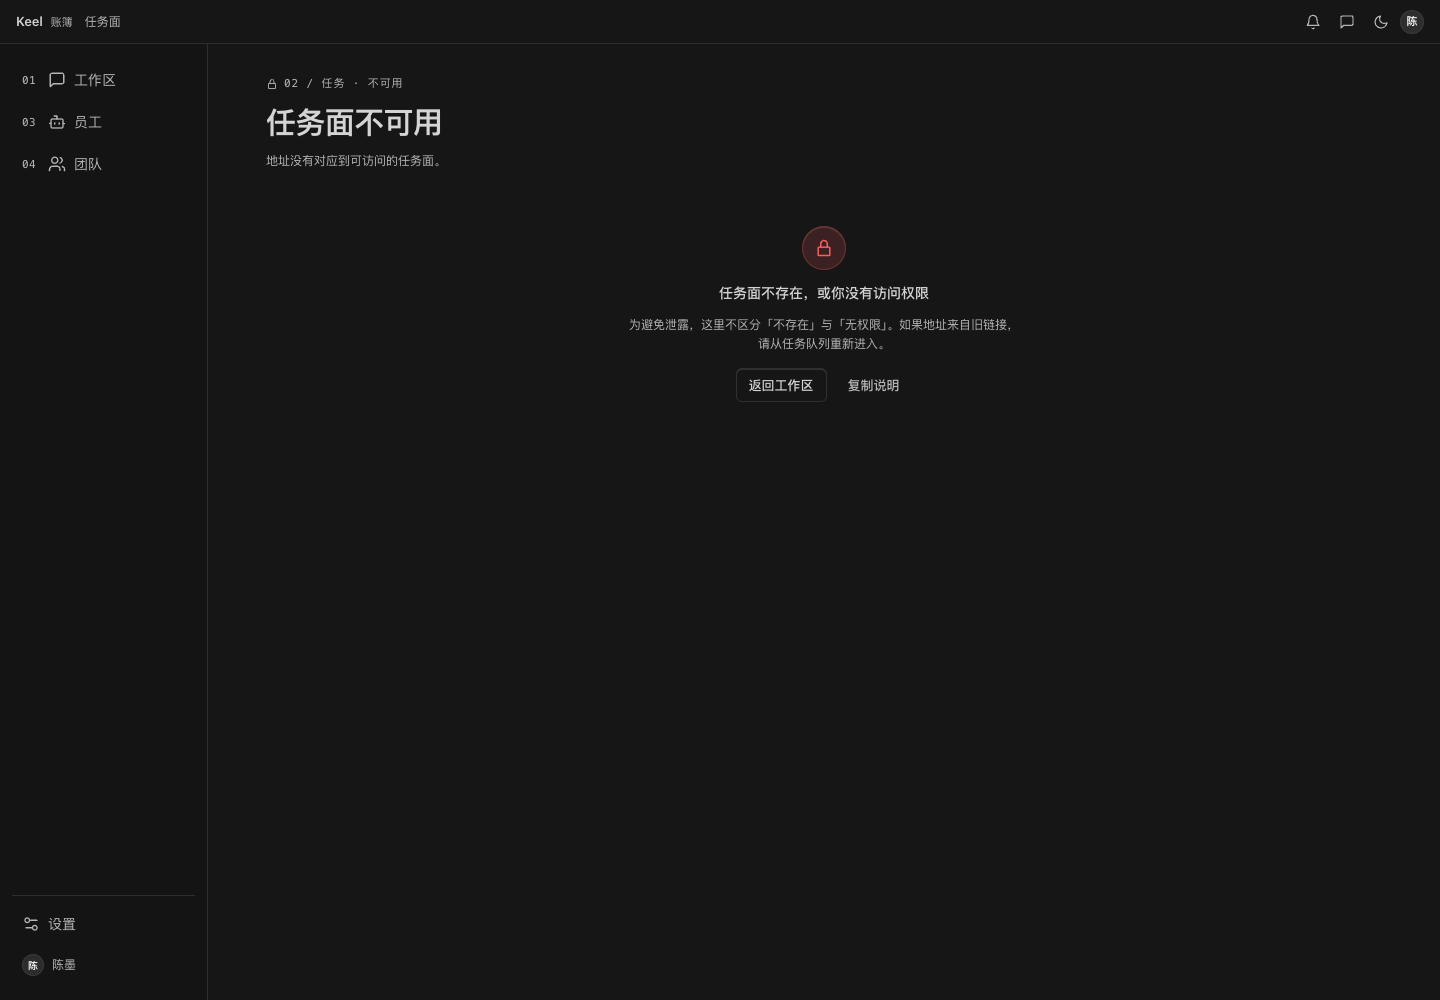 Keel 账簿 任务面
陈
01 工作区
03 员工
04 团队
02 / 任务 · 不可用
任务面不可用
地址没有对应到可访问的任务面。
任务面不存在，或你没有访问权限
为避免泄露，这里不区分「不存在」与「无权限」。如果地址来自旧链接，
请从任务队列重新进入。
返回工作区 复制说明
设置
陈 陈墨